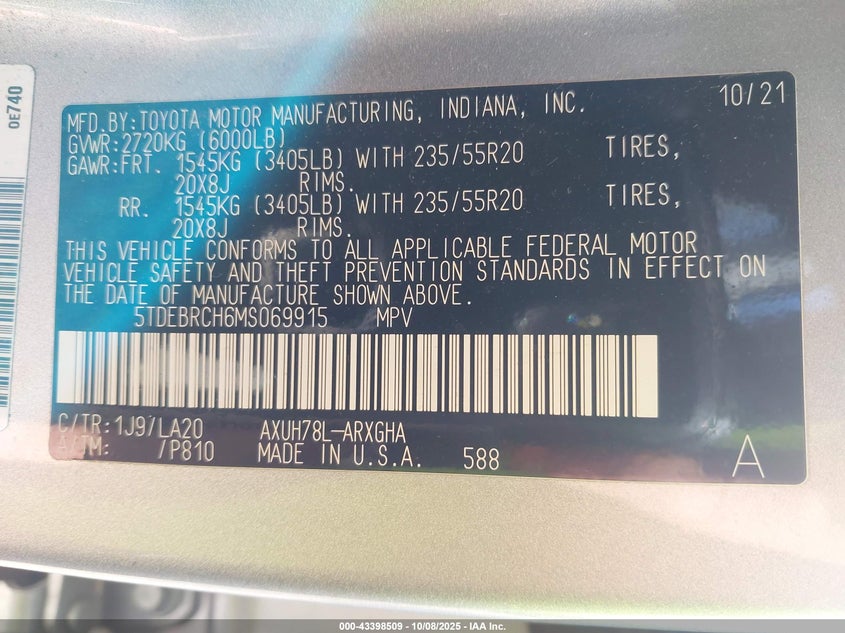 0E740
MFD.BY:TOYOTA MOTOR MANUFACTURING, INDIANA, INC. 10/21
GVWR:2720KG (6000LB)
GAWR:FRT. 1545KG (3405LB) WITH 235/55R20 TIRES,
20X8J RIMS.
RR. 1545KG (3405LB) WITH 235/55R20 TIRES,
20X8J RIMS.
THIS VEHICLE CONFORMS TO ALL APPLICABLE FEDERAL MOTOR
VEHICLE SAFETY AND THEFT PREVENTION STANDARDS IN EFFECT ON
THE DATE OF MANUFACTURE SHOWN ABOVE.
5TDEBRCH6MS069915 MPV
C/TR:1J9/LA20 AXUH78L-ARXGHA
A/TM: /P810 MADE IN U.S.A. 588 A
000-43398509 - 10/08/2025 - IAA Inc.